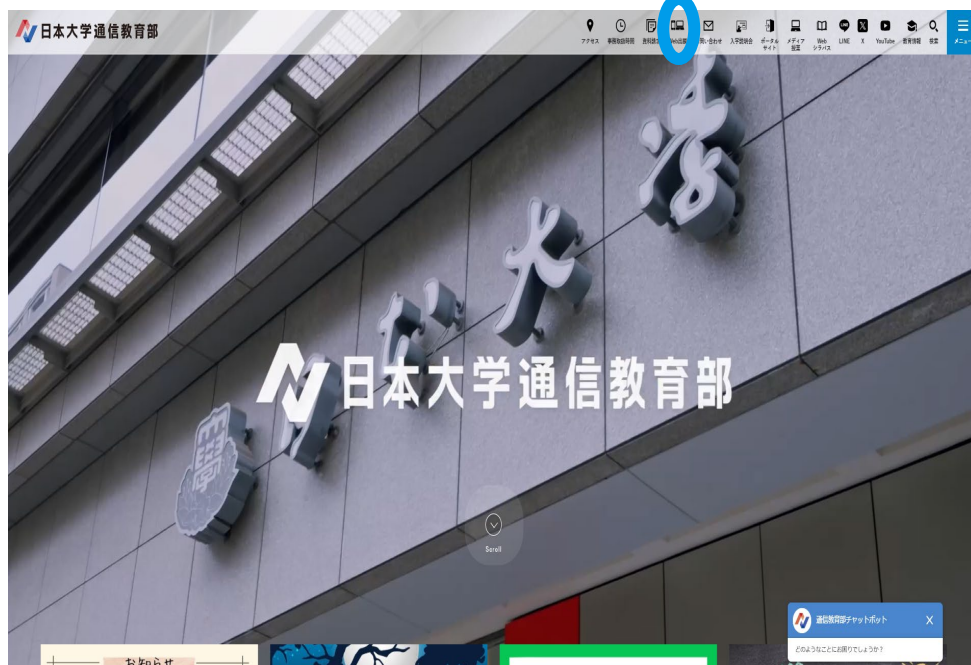 日本大学通信教育部
アクセス
事務取扱時間
資料請求
Web出願
お問い合わせ
入学説明会
ポータル
サイト
メディア
授業
Web
シラバス
LINE
X
YouTube
教育情報
検索
メニュー
日本大学通信教育部
Scroll
通信教育部チャットボット
X
どのようなことにお困りでしょうか？
お知らせ